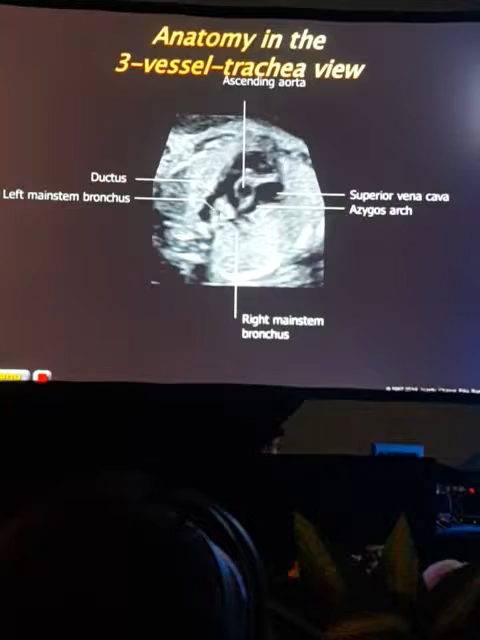 Anatomy in the
3-vessel-trachea view
Ascending aorta
Ductus
Left mainstem bronchus
Superior vena cava
Azygos arch
Right mainstem
bronchus